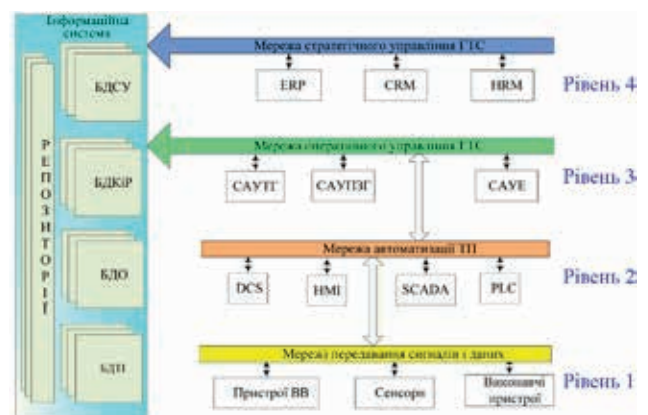 Інформаційна
система
РЕПОЗИТОРІЇ
БДСУ
БДКіР
БДО
БДТП
Мережа стратегічного управління ГТС
ERP
CRM
HRM
Рівень 4
Мережа оперативного управління ГТС
САУТГ
САУПЗГ
САУЕ
Рівень 3
Мережа автоматизації ТП
DCS
HMI
SCADA
PLC
Рівень 2
Мережі передавання сигналів і даних
Пристрої ВВ
Сенсори
Виконавчі
пристрої
Рівень 1